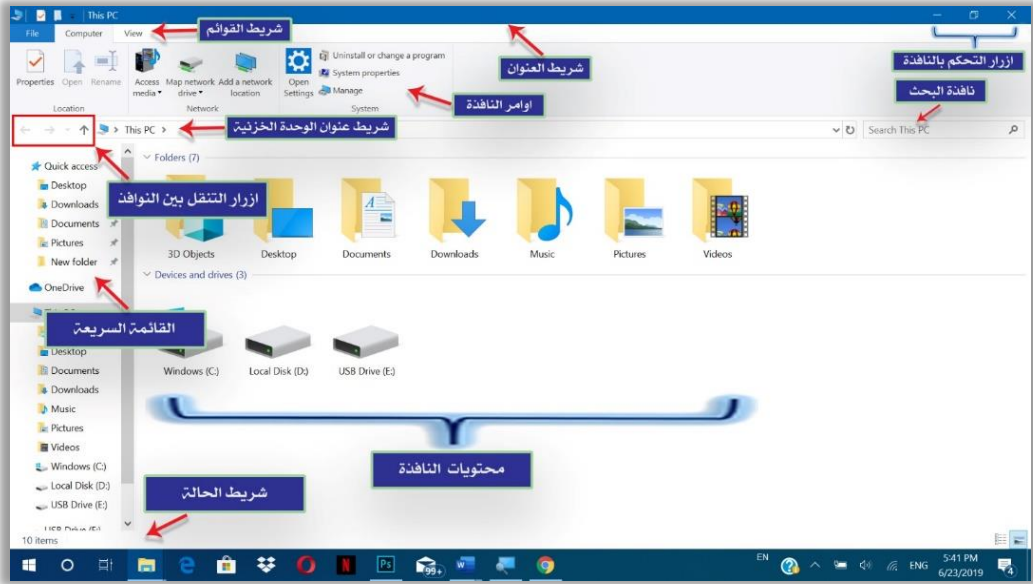 This PC
File Computer View
شريط القوائم
شريط العنوان
ازرار التحكم بالنافذة
نافذة البحث
Properties
Open
Rename
Location
Access media
Map network drive
Add a network location
Network
Open Settings
Uninstall or change a program
System properties
Manage
System
اوامر النافذة
This PC
شريط عنوان الوحدة الخزنية
Search This PC
Quick access
Desktop
Downloads
Documents
Pictures
New folder
OneDrive
ازرار التنقل بين النوافذ
القائمة السريعة
Desktop
Documents
Downloads
Music
Pictures
Videos
Windows (C:)
Local Disk (D:)
USB Drive (E:)
USB Drive (E:)
Folders (7)
3D Objects
Desktop
Documents
Downloads
Music
Pictures
Videos
Devices and drives (3)
Windows (C:)
Local Disk (D:)
USB Drive (E:)
محتويات النافذة
شريط الحالة
10 items
Ps
99+
EN
ENG
5:41 PM
6/23/2019
4